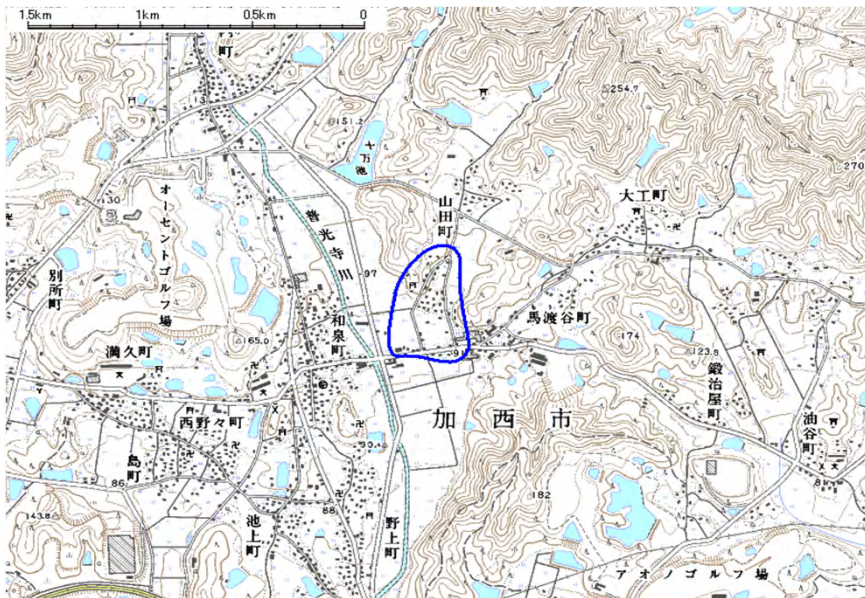 1.5km 1km 0.5km 0
町
13
151.2
254.7
270
十万池
山田町
大工町
130
オーセントゴルフ場
普光寺川
97
別所町
和泉町
馬渡谷町
174
165.0
満久町
91
123.8
鍛治屋町
加西市
西野々町
油谷町
島町
86
88
182
143.8
池上町
野上町
アオノゴルフ場